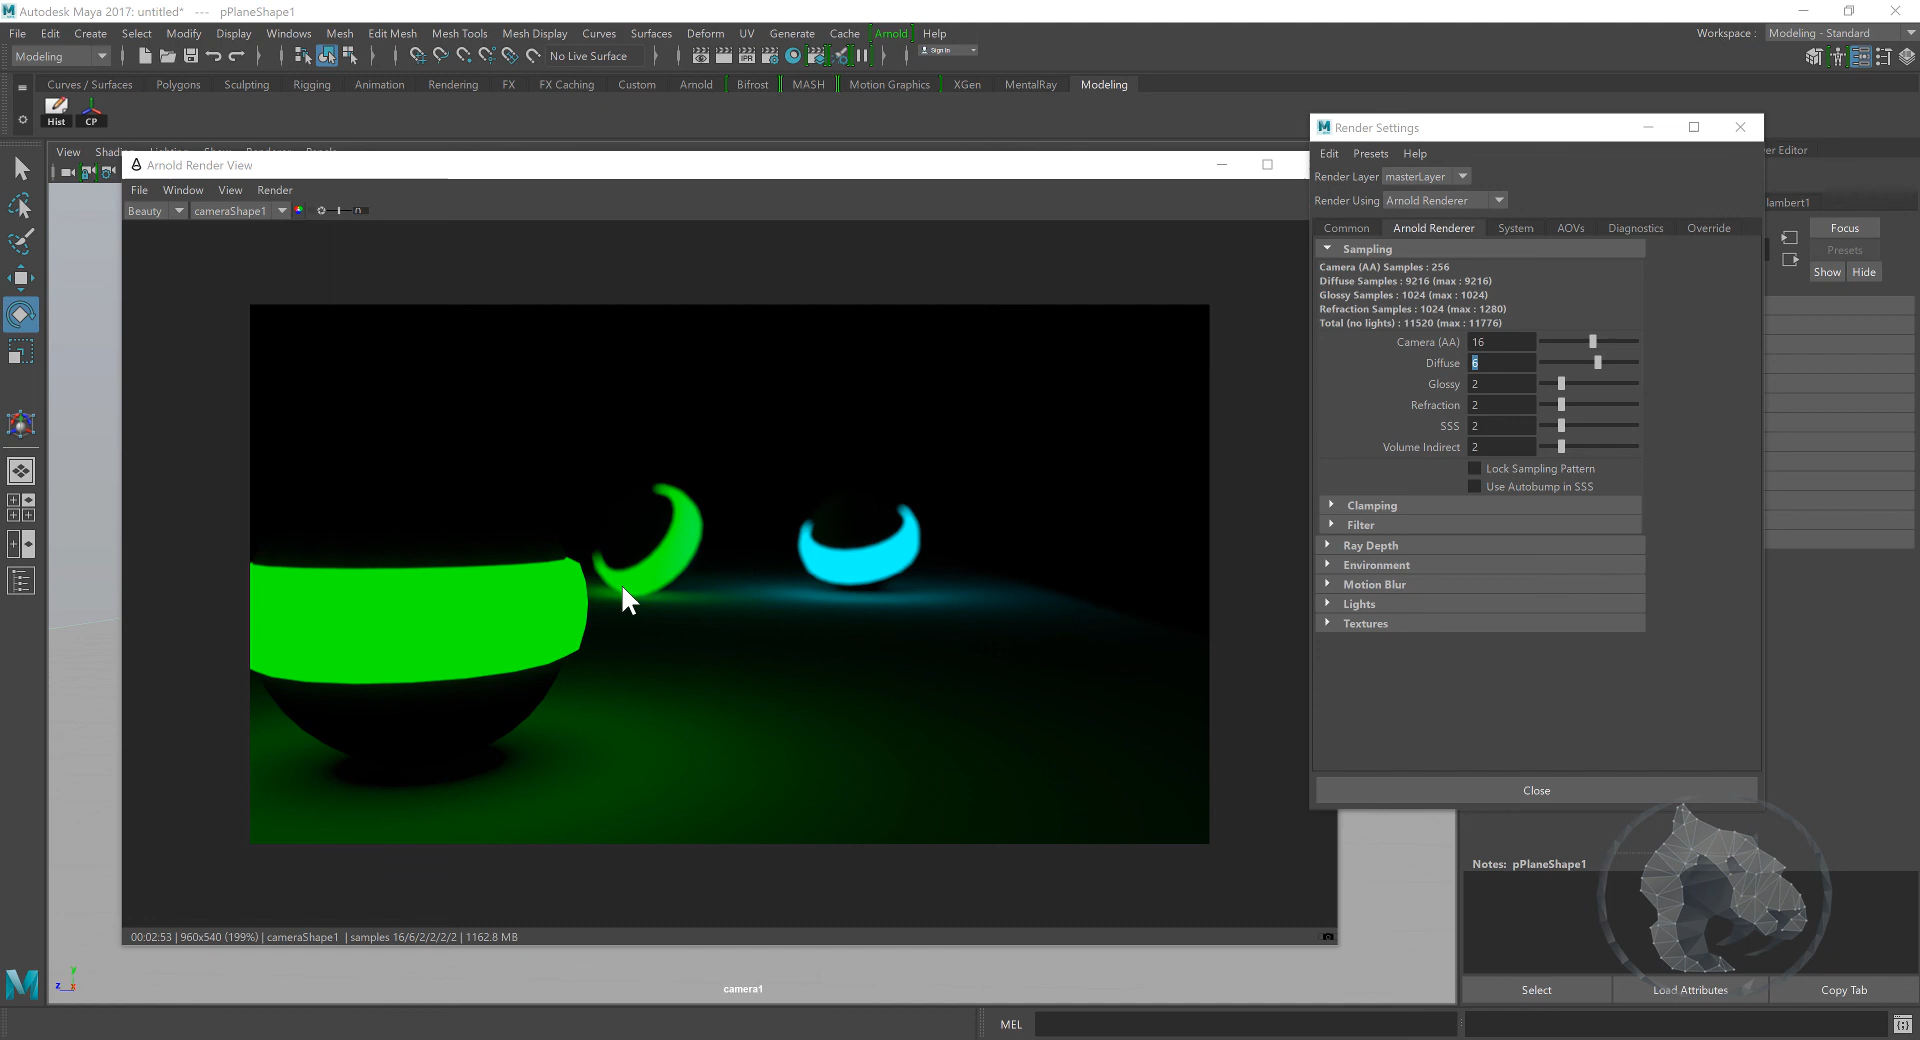 Autodesk Maya 2017: untitled* --- pPlaneShape1
File Edit Create Select Modify Display Windows Mesh Edit Mesh Mesh Tools Mesh Display Curves Surfaces Deform UV Generate Cache Arnold Help
Workspace : Modeling - Standard
Modeling No Live Surface Sign In
Curves / Surfaces Polygons Sculpting Rigging Animation Rendering FX FX Caching Custom Arnold Bifrost MASH Motion Graphics XGen MentalRay Modeling
Hist CP
View
Arnold Render View
File Window View Render
Beauty cameraShape1
00:02:53 | 960x540 (199%) | cameraShape1 | samples 16/6/2/2/2/2 | 1162.8 MB
camera1
Render Settings
Edit Presets Help
Render Layer masterLayer
Render Using Arnold Renderer
Common Arnold Renderer System AOVs Diagnostics Override
Sampling
Camera (AA) Samples : 256
Diffuse Samples : 9216 (max : 9216)
Glossy Samples : 1024 (max : 1024)
Refraction Samples : 1024 (max : 1280)
Total (no lights) : 11520 (max : 11776)
Camera (AA) 16
Diffuse 6
Glossy 2
Refraction 2
SSS 2
Volume Indirect 2
Lock Sampling Pattern
Use Autobump in SSS
Clamping
Filter
Ray Depth
Environment
Motion Blur
Lights
Textures
Close
Editor
lambert1
Focus
Presets
Show Hide
Notes: pPlaneShape1
Select Load Attributes Copy Tab
MEL